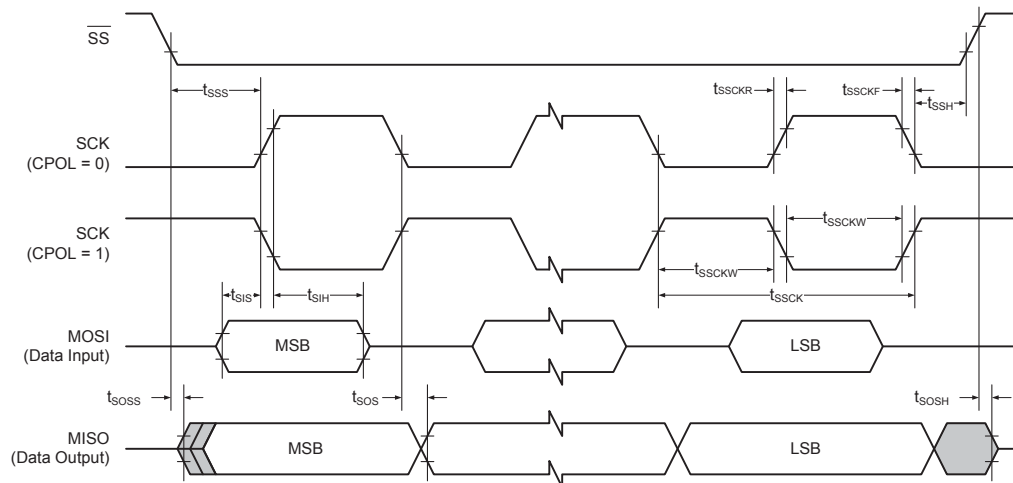 SS
tSSS
tSSCKR
tSSCKF
tSSH
SCK
(CPOL = 0)
SCK
(CPOL = 1)
tSSCKW
tSSCKW
tSSCK
tSIS
tSIH
MOSI
(Data Input)
MSB
LSB
tSOSS
tSOS
tSOSH
MISO
(Data Output)
MSB
LSB